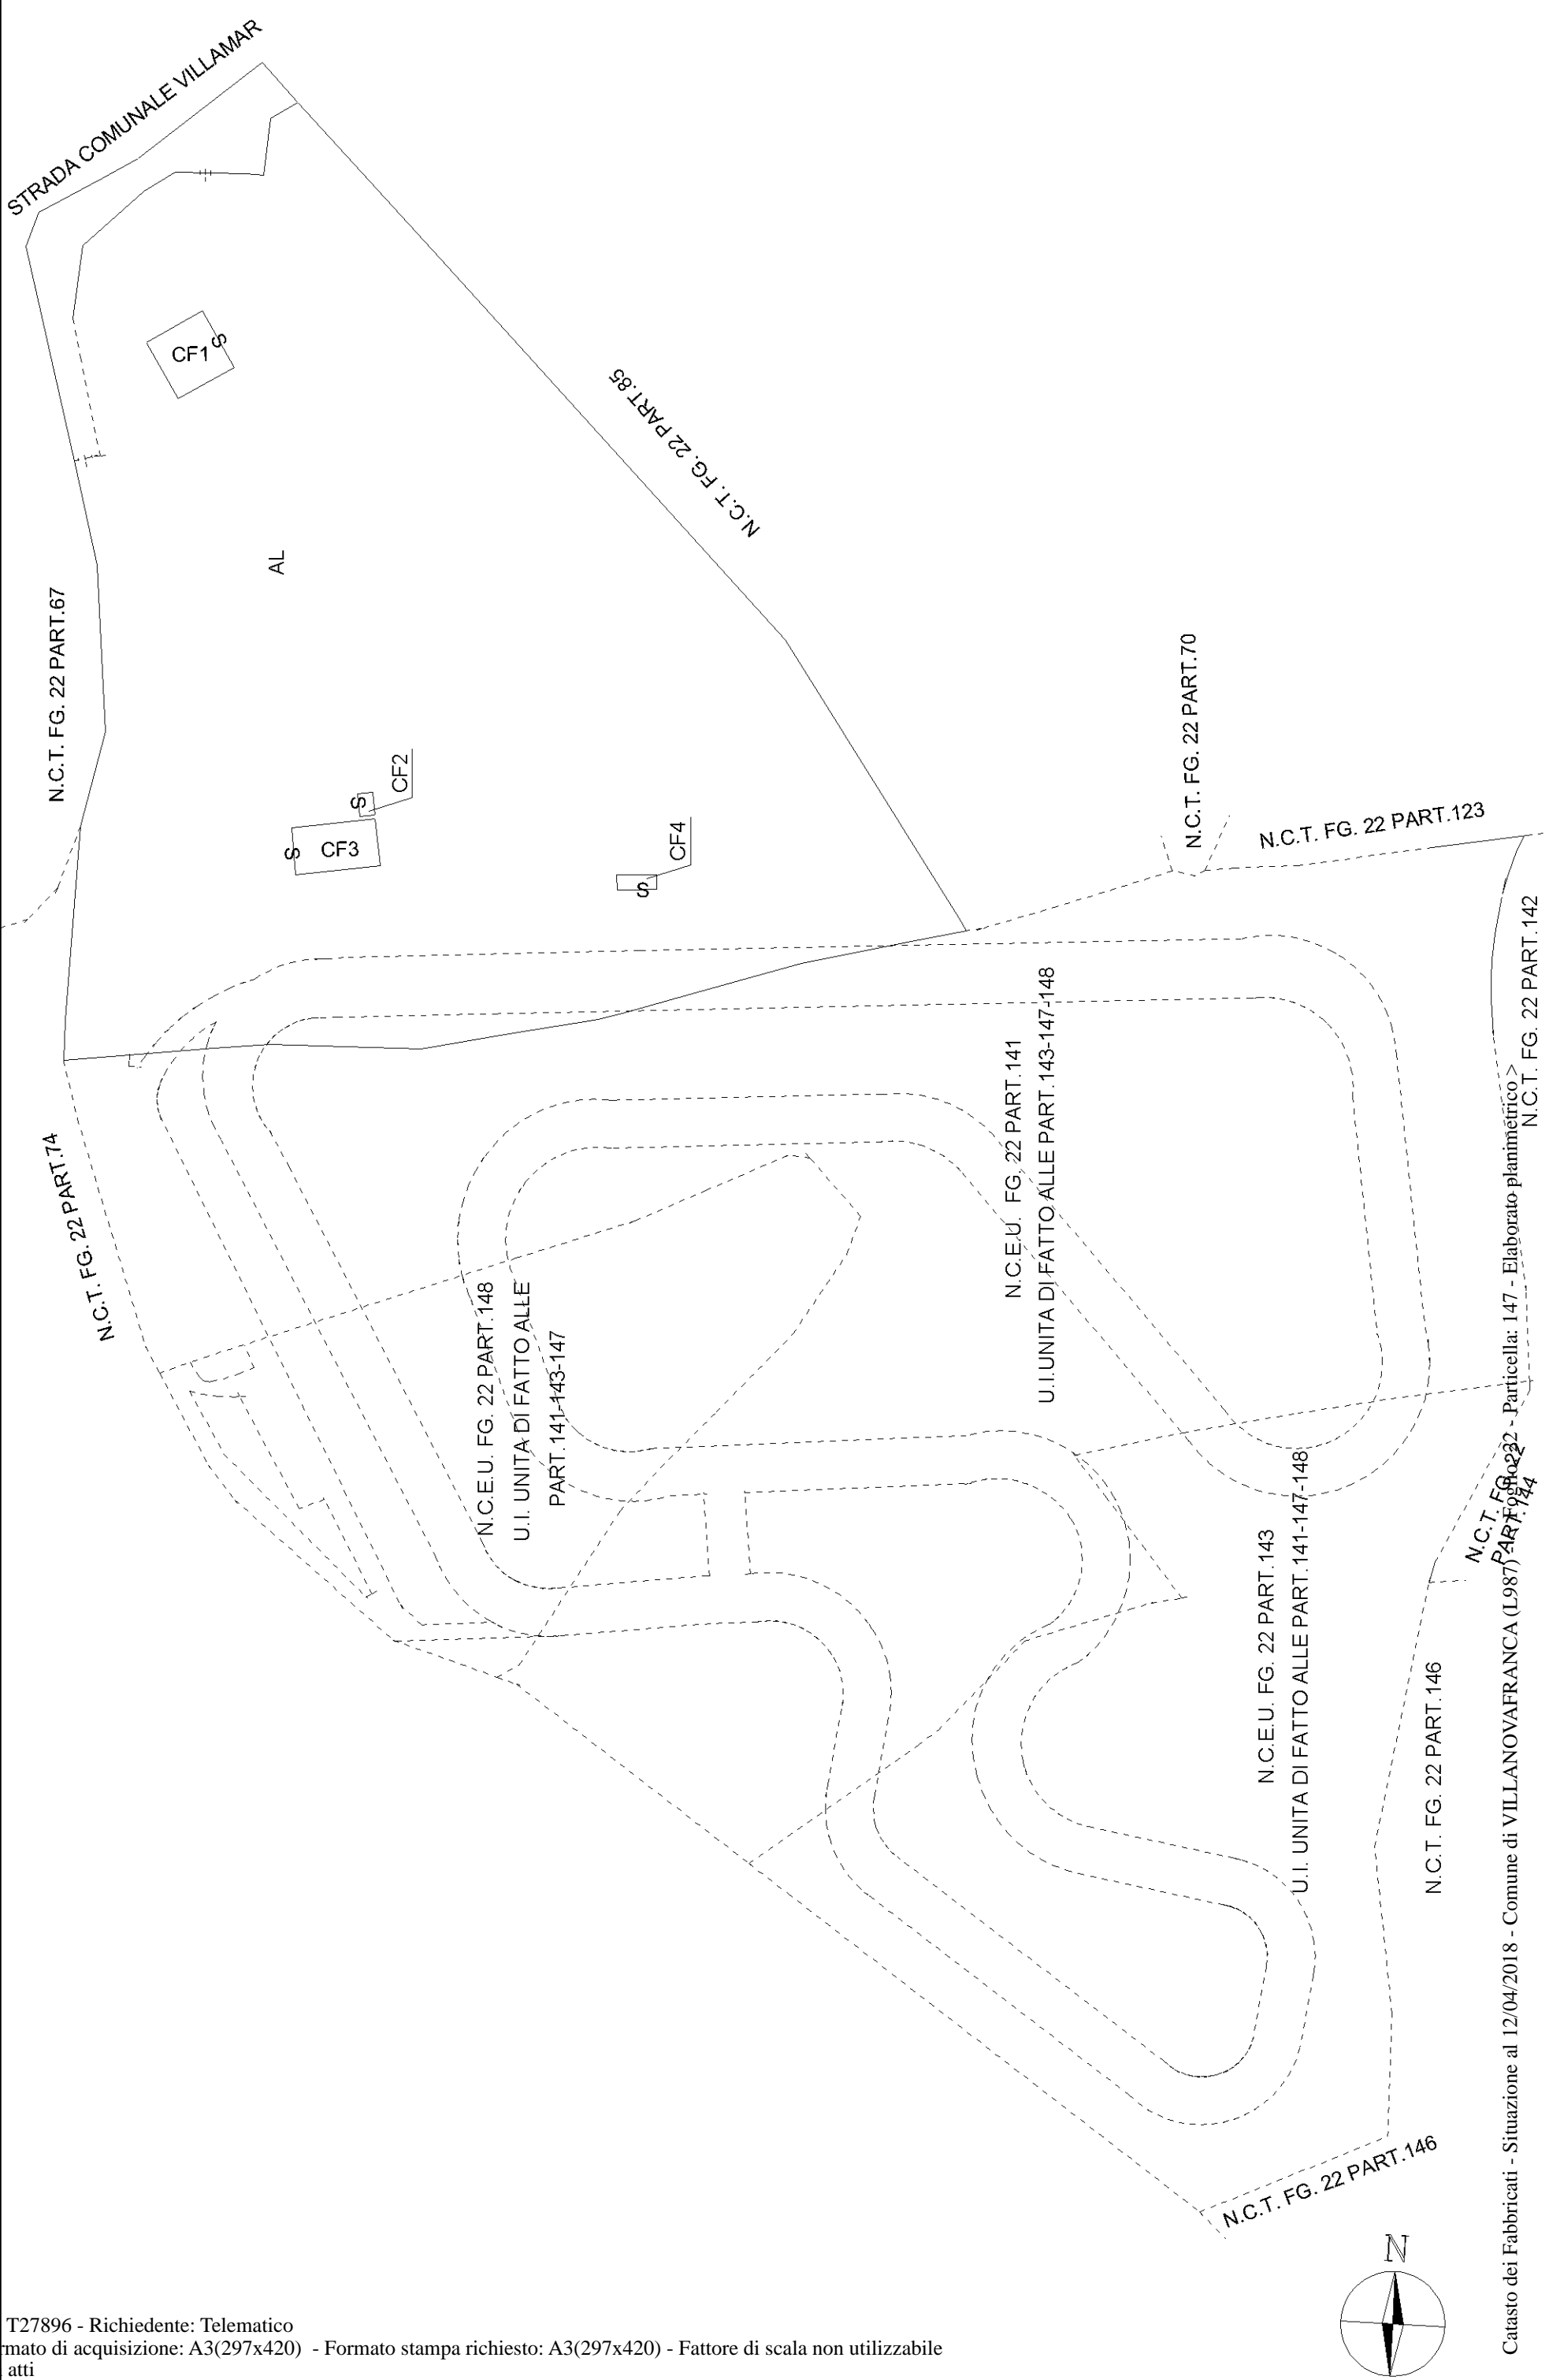 STRADA COMUNALE VILLAMAR
CF1
S
N.C.T. FG. 22 PART.85
AL
N.C.T. FG. 22 PART.67
N.C.T. FG. 22 PART.70
CF2
S
S
CF3
CF4
S
N.C.T. FG. 22 PART.123
N.C.T. FG. 22 PART.142
N.C.T. FG. 22 PART.74
N.C.E.U. FG. 22 PART.141
U.I.UNITA DI FATTO ALLE PART.143-147-148
N.C.E.U. FG. 22 PART.148
U.I. UNITA DI FATTO ALLE
PART.141-143-147
N.C.T. FG. 22
PART.144
N.C.E.U. FG. 22 PART.143
U.I. UNITA DI FATTO ALLE PART.141-147-148
N.C.T. FG. 22 PART.146
N.C.T. FG. 22 PART.146
N
Catasto dei Fabbricati - Situazione al 12/04/2018 - Comune di VILLANOVAFRANCA (L987) - Foglio: 22 - Particella: 147 - Elaborato planimetrico >
T27896 - Richiedente: Telematico
rmato di acquisizione: A3(297x420) - Formato stampa richiesto: A3(297x420) - Fattore di scala non utilizzabile
atti